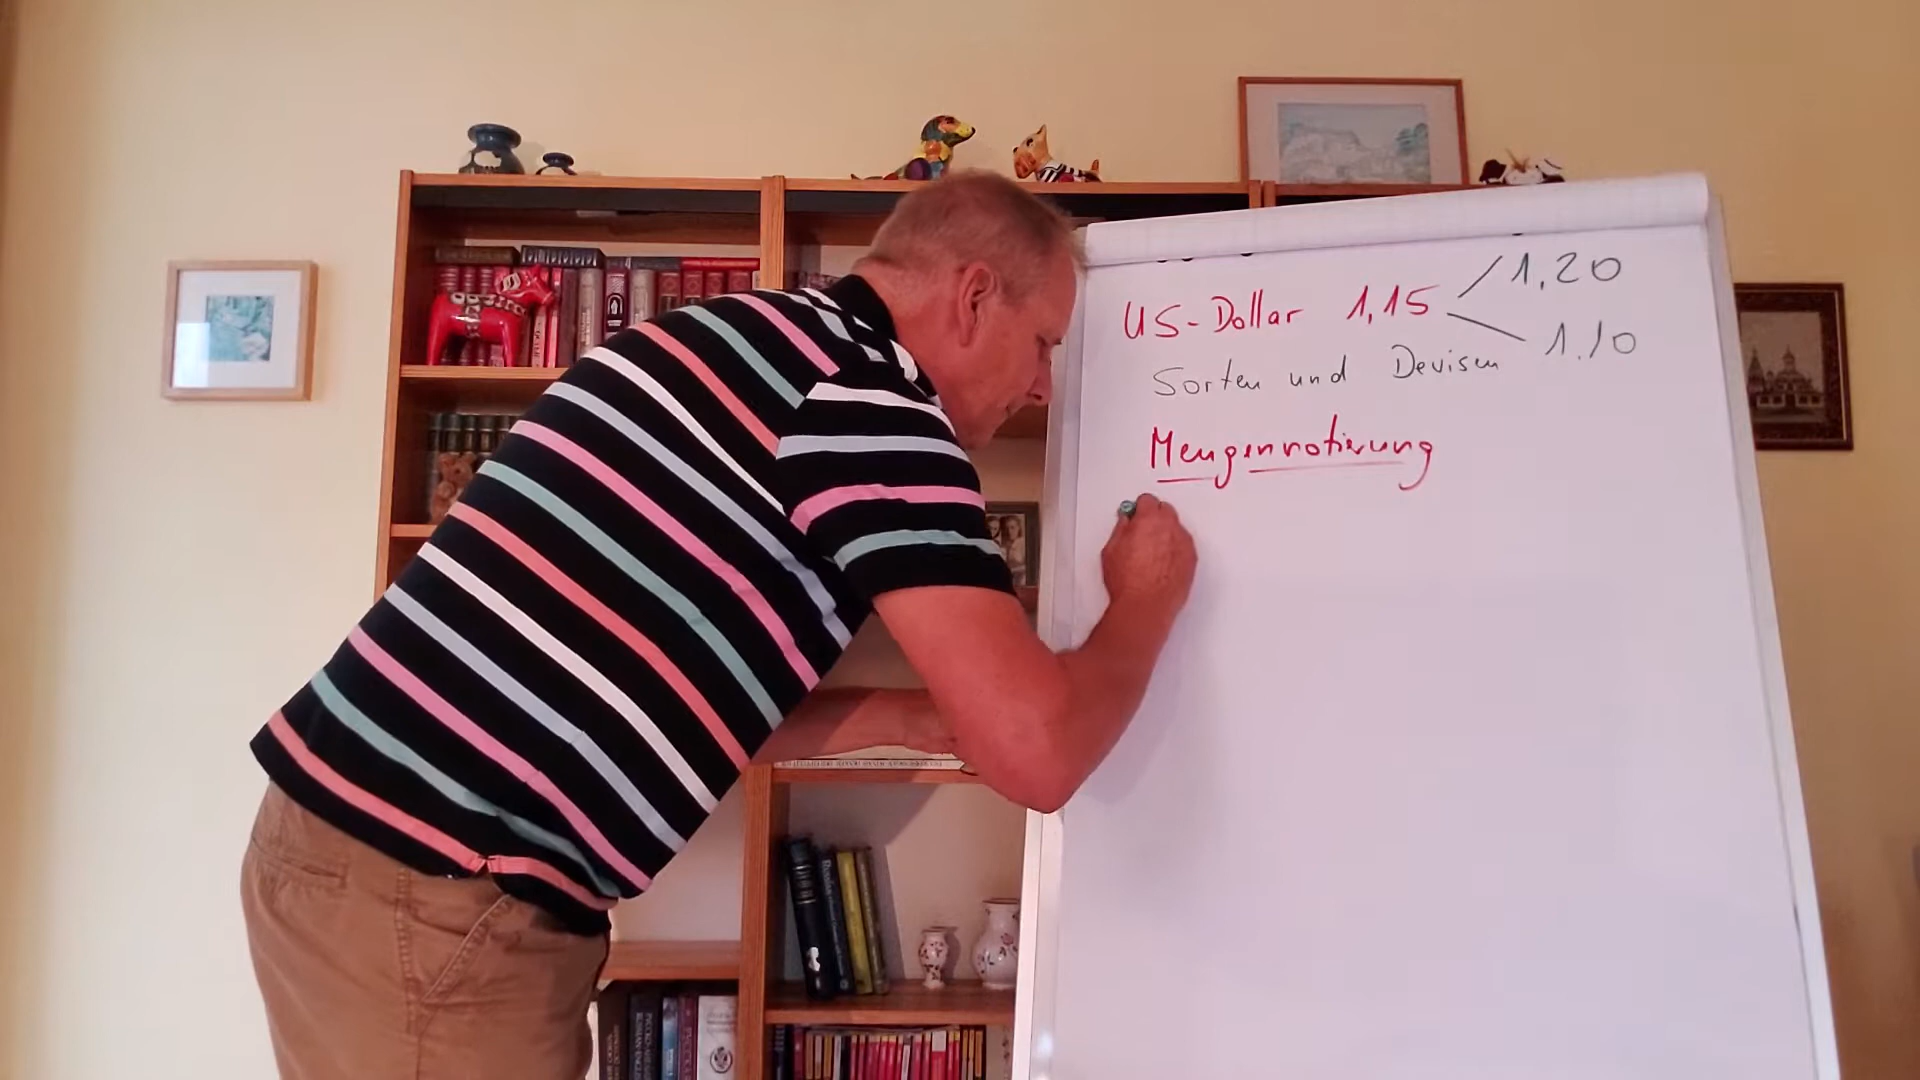 1,20
US-Dollar 1,15
1.10
Sorten und Devisen
Mengennotierung